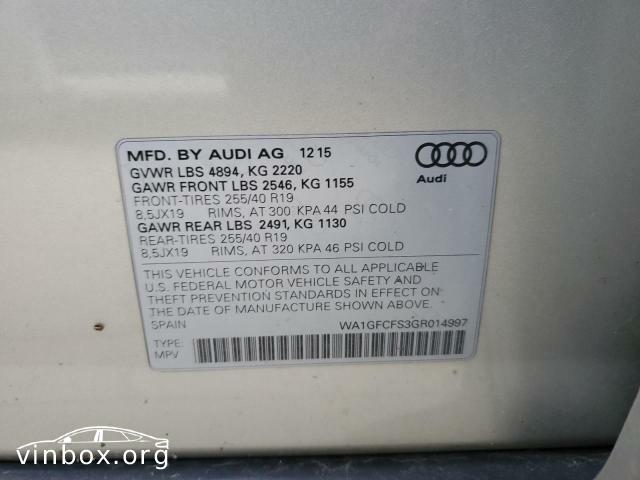 MFD. BY AUDI AG 12 15
GVWR LBS 4894, KG 2220
GAWR FRONT LBS 2546, KG 1155
FRONT-TIRES 255/40 R19
8,5JX19 RIMS, AT 300 KPA 44 PSI COLD
GAWR REAR LBS 2491, KG 1130
REAR-TIRES 255/40 R19
8,5JX19 RIMS, AT 320 KPA 46 PSI COLD
Audi
THIS VEHICLE CONFORMS TO ALL APPLICABLE
U.S. FEDERAL MOTOR VEHICLE SAFETY AND
THEFT PREVENTION STANDARDS IN EFFECT ON
THE DATE OF MANUFACTURE SHOWN ABOVE.
SPAIN WA1GFCFS3GR014997
TYPE:
MPV
vinbox.org